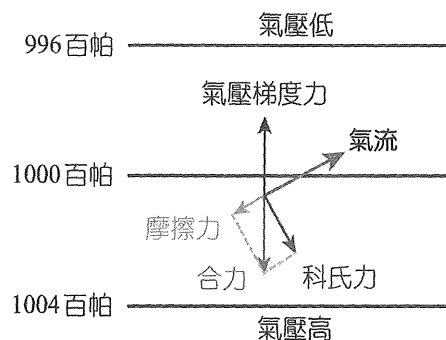 氣壓低
996百帕
氣壓梯度力
氣流
1000百帕
摩擦力
合力
科氏力
1004百帕
氣壓高